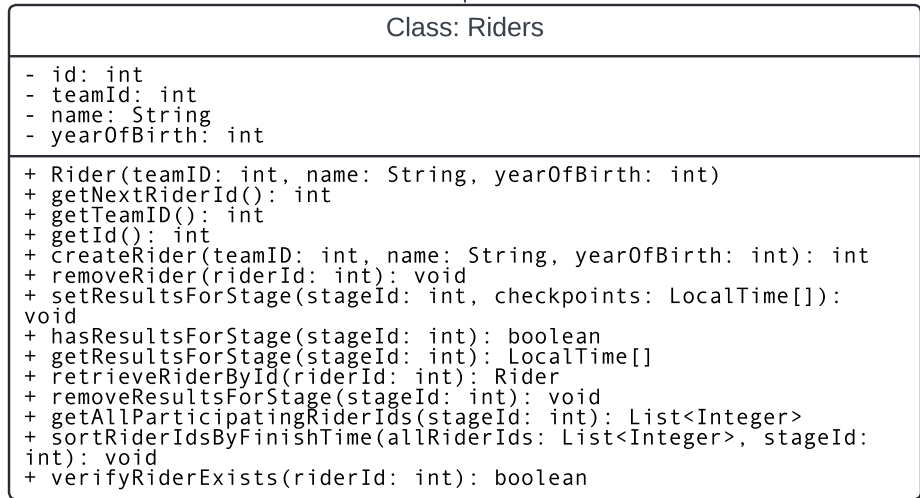 Class: Riders
- id: int
- teamId: int
- name: String
- yearOfBirth: int
+ Rider(teamID: int, name: String, yearOfBirth: int)
+ getNextRiderId(): int
+ getTeamID(): int
+ getId(): int
+ createRider(teamID: int, name: String, yearOfBirth: int): int
+ removeRider(riderId: int): void
+ setResultsForStage(stageId: int, checkpoints: LocalTime[]):
void
+ hasResultsForStage(stageId: int): boolean
+ getResultsForStage(stageId: int): LocalTime[]
+ retrieveRiderById(riderId: int): Rider
+ removeResultsForStage(stageId: int): void
+ getAllParticipatingRiderIds(stageId: int): List<Integer>
+ sortRiderIdsByFinishTime(allRiderIds: List<Integer>, stageId:
int): void
+ verifyRiderExists(riderId: int): boolean